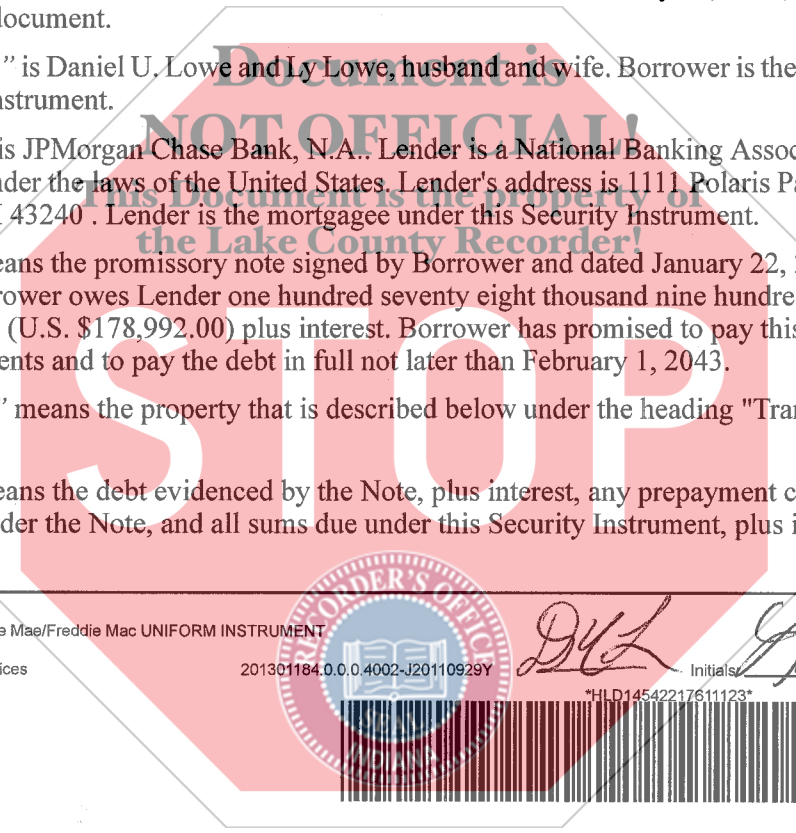 document.
Document is
” is Daniel U. Lowe and Ly Lowe, husband and wife. Borrower is the
nstrument.
NOT OFFICIAL!
is JPMorgan Chase Bank, N.A.. Lender is a National Banking Assoc
nder the laws of the United States. Lender's address is 1111 Polaris Pa
This Document is the property of
43240 . Lender is the mortgagee under this Security Instrument.
the Lake County Recorder!
eans the promissory note signed by Borrower and dated January 22,
rower owes Lender one hundred seventy eight thousand nine hundre
(U.S. $178,992.00) plus interest. Borrower has promised to pay this
ents and to pay the debt in full not later than February 1, 2043.
STOP
” means the property that is described below under the heading "Tran
eans the debt evidenced by the Note, plus interest, any prepayment c
der the Note, and all sums due under this Security Instrument, plus i
RECORDER'S OFFICE
e Mae/Freddie Mac UNIFORM INSTRUMENT
DYL
ices
201301184.0.0.0.4002-J20110929Y
Initials
*HLD14542217611123*
SEAL
INDIANA